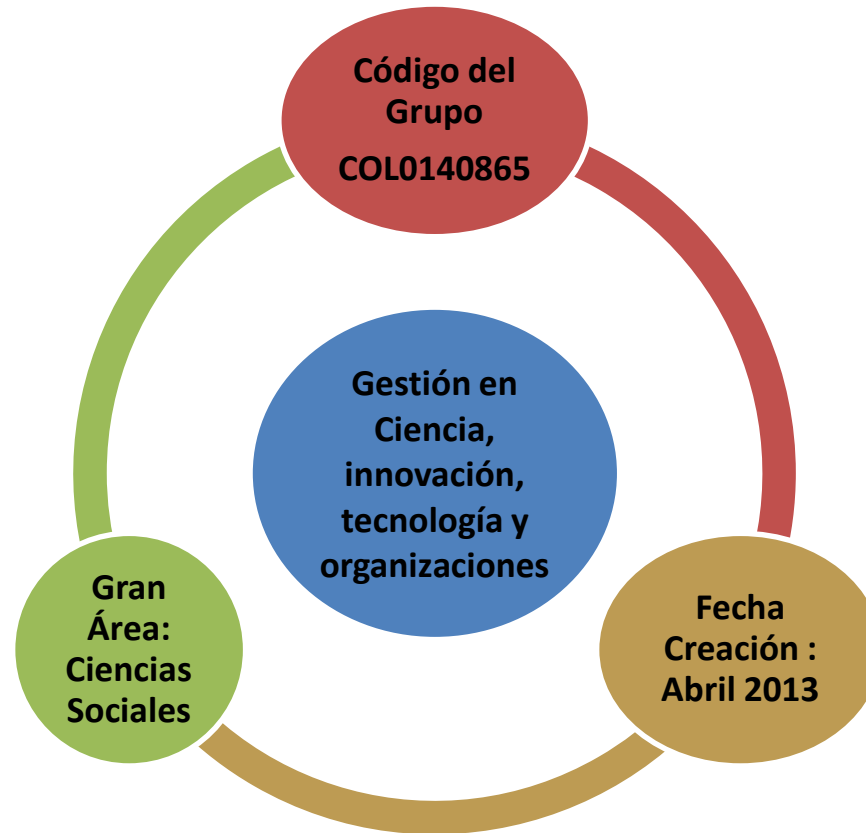 Código del
Grupo
COL0140865
Gestión en
Ciencia,
innovación,
tecnología y
organizaciones
Gran
Área:
Ciencias
Sociales
Fecha
Creación :
Abril 2013